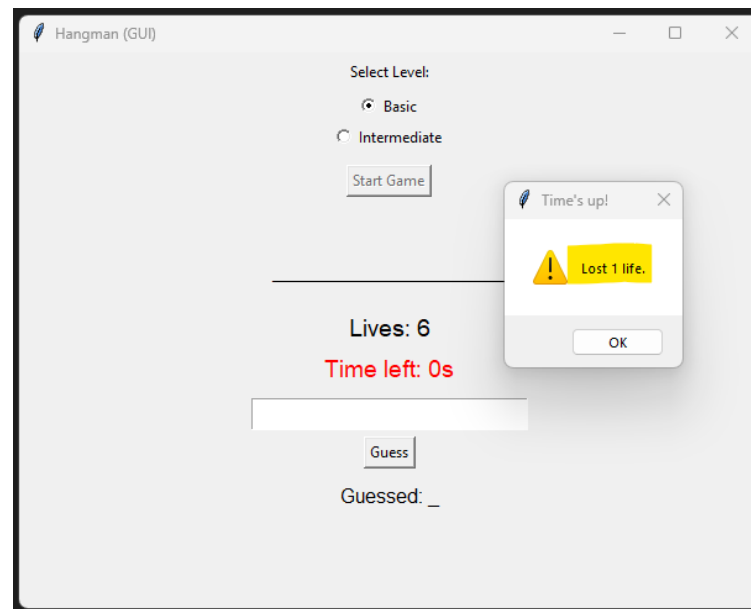 Hangman (GUI)
Select Level:
Basic
Intermediate
Start Game
Time's up!
Lost 1 life.
OK
Lives: 6
Time left: 0s
Guess
Guessed: _